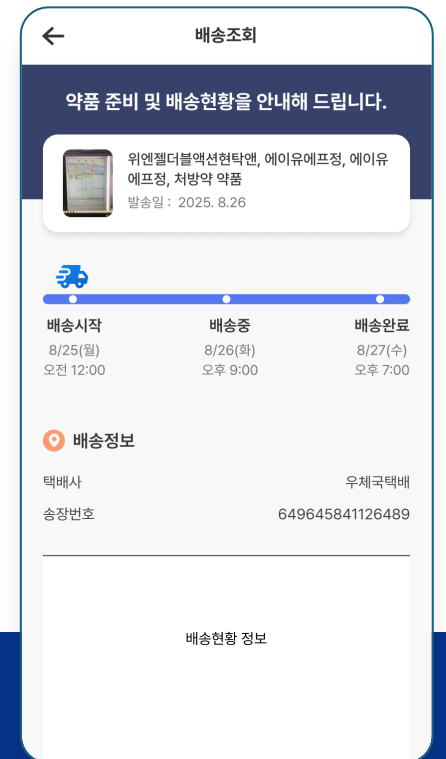 배송조회
약품 준비 및 배송현황을 안내해 드립니다.
위엔젤더블액션현탁앤, 에이유에프정, 에이유
에프정, 처방약 약품
발송일 : 2025. 8.26
배송시작
배송중
배송완료
8/25(월)
8/26(화)
8/27(수)
오전 12:00
오후 9:00
오후 7:00
배송정보
택배사
우체국택배
송장번호
649645841126489
배송현황 정보